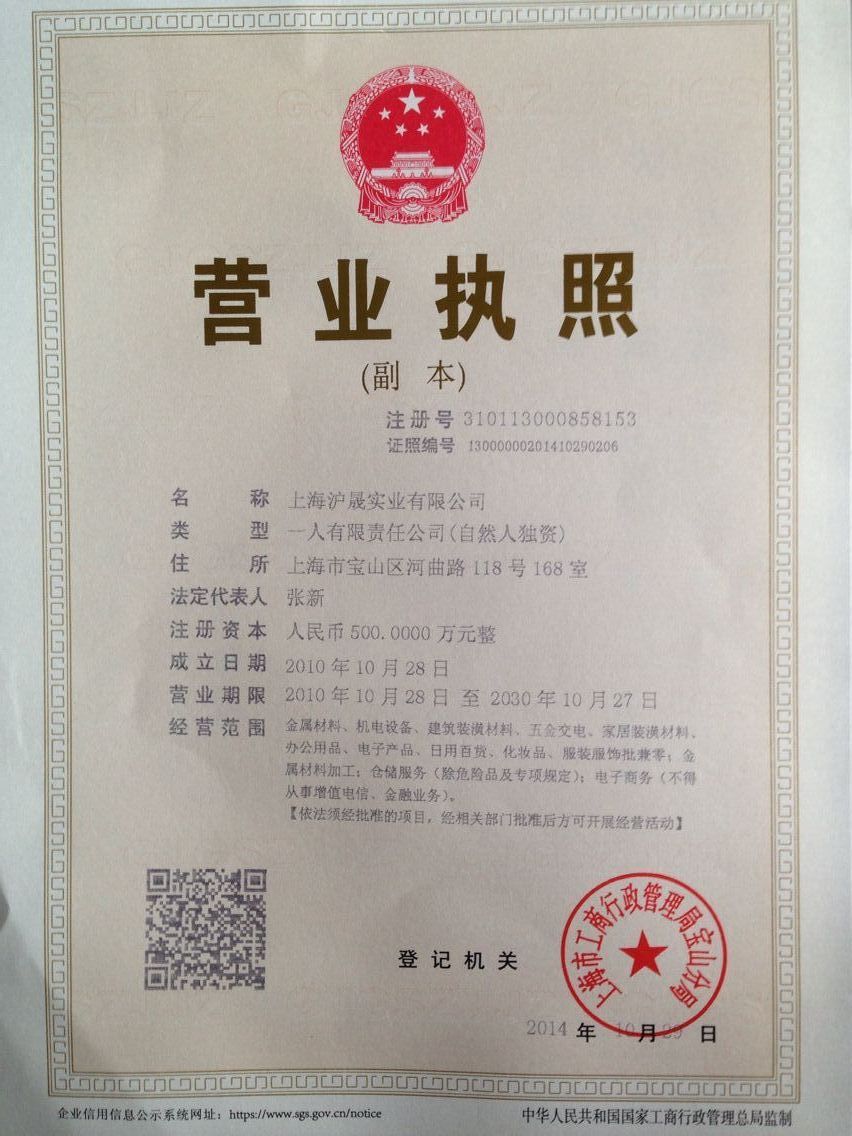 营业执照
(副 本)
注册号 310113000858153
证照编号 13000000201410290206
名 称 上海沪晟实业有限公司
类 型 一人有限责任公司(自然人独资)
住 所 上海市宝山区河曲路118号168室
法定代表人 张新
注册资本 人民币500.0000万元整
成立日期 2010年10月28日
营业期限 2010年10月28日 至 2030年10月27日
经营范围 金属材料、机电设备、建筑装潢材料、五金交电、家居装潢材料、
办公用品、电子产品、日用百货、化妆品、服装服饰批兼零；金
属材料加工；仓储服务（除危险品及专项规定）；电子商务（不得
从事增值电信、金融业务）。
【依法须经批准的项目，经相关部门批准后方可开展经营活动】
上海市工商行政管理局宝山分局
登记机关
2014年10月29日
企业信用信息公示系统网址：https://www.sgs.gov.cn/notice
中华人民共和国国家工商行政管理总局监制